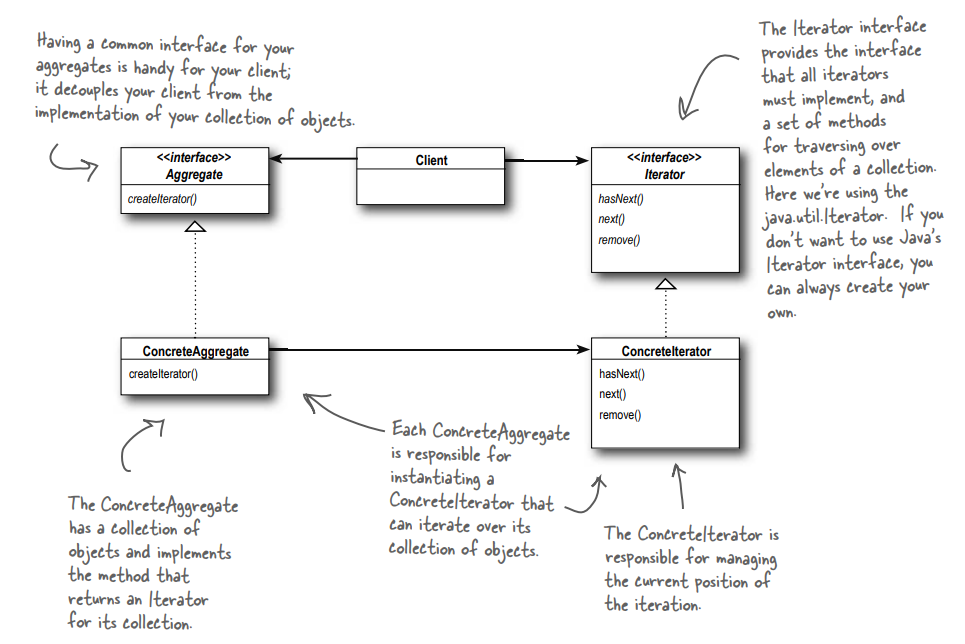 Having a common interface for your
aggregates is handy for your client;
it decouples your client from the
implementation of your collection of objects.
The Iterator interface
provides the interface
that all iterators
must implement, and
a set of methods
for traversing over
elements of a collection.
Here we're using the
java.util.Iterator. If you
don't want to use Java's
Iterator interface, you
can always create your
own.
<<interface>>
Aggregate
createIterator()
Client
<<interface>>
Iterator
hasNext()
next()
remove()
ConcreteAggregate
createIterator()
ConcreteIterator
hasNext()
next()
remove()
The ConcreteAggregate
has a collection of
objects and implements
the method that
returns an Iterator
for its collection.
Each ConcreteAggregate
is responsible for
instantiating a
ConcreteIterator that
can iterate over its
collection of objects.
The ConcreteIterator is
responsible for managing
the current position of
the iteration.